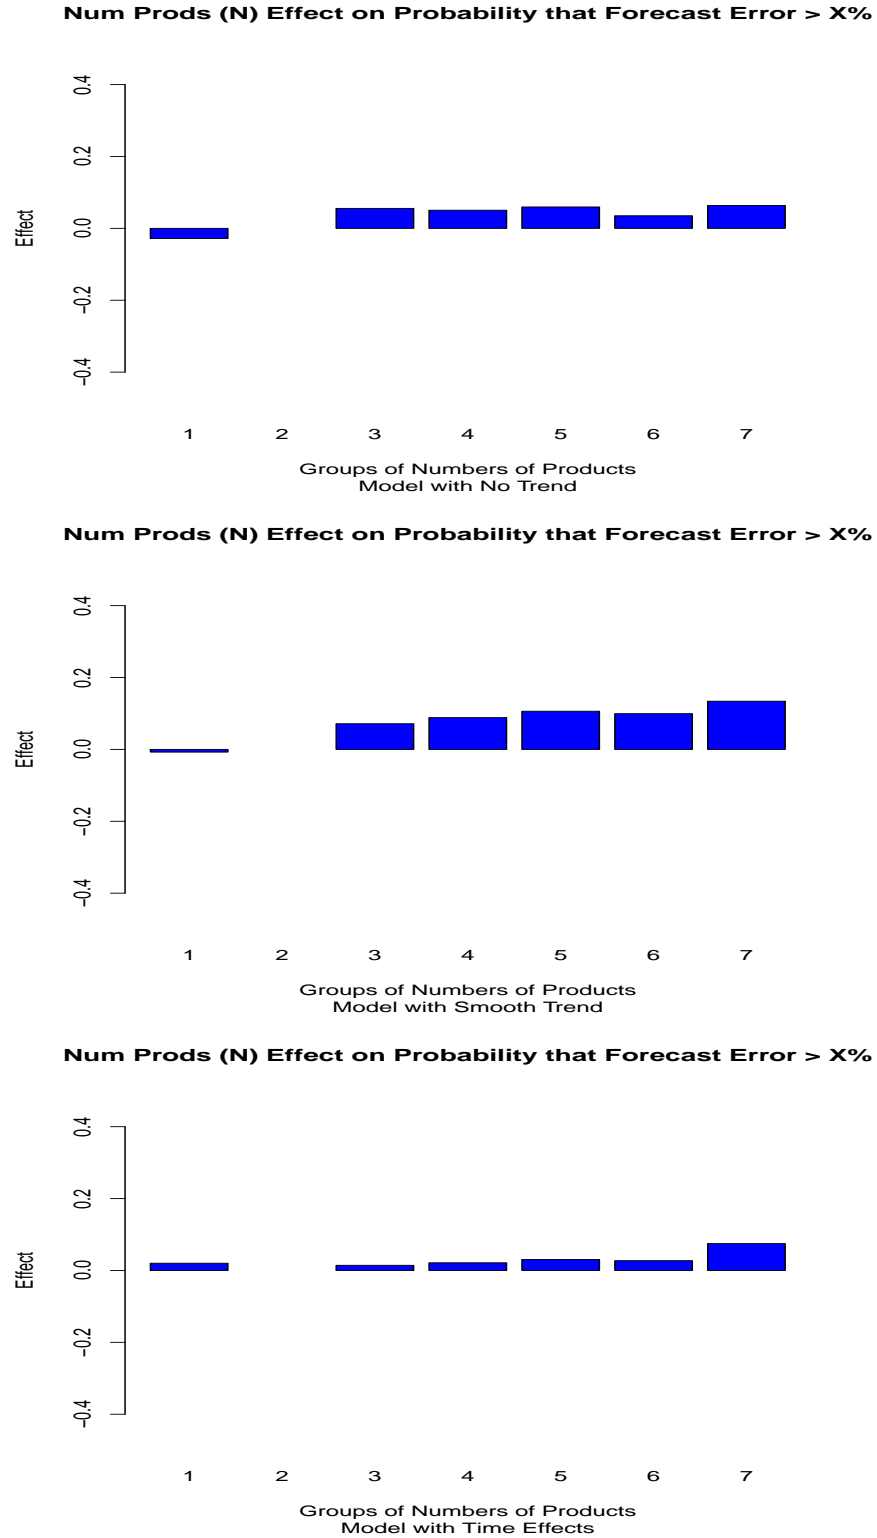 Num Prods (N) Effect on Probability that Forecast Error > X%
0.4
0.2
0.0
−0.2
−0.4
Effect
1 2 3 4 5 6 7
Groups of Numbers of Products
Model with No Trend
Num Prods (N) Effect on Probability that Forecast Error > X%
0.4
0.2
0.0
−0.2
−0.4
Effect
1 2 3 4 5 6 7
Groups of Numbers of Products
Model with Smooth Trend
Num Prods (N) Effect on Probability that Forecast Error > X%
0.4
0.2
0.0
−0.2
−0.4
Effect
1 2 3 4 5 6 7
Groups of Numbers of Products
Model with Time Effects